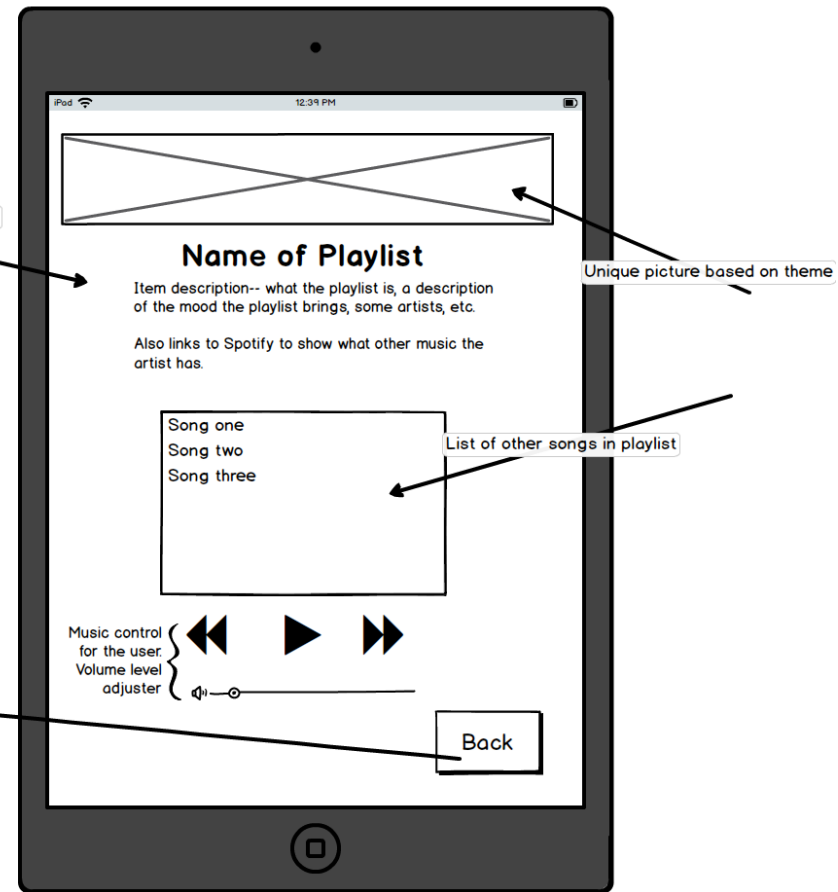 iPod
12:39 PM
Name of Playlist
Item description-- what the playlist is, a description
of the mood the playlist brings, some artists, etc.
Also links to Spotify to show what other music the
artist has.
Unique picture based on theme
Song one
Song two
Song three
List of other songs in playlist
Music control
for the user.
Volume level
adjuster
Back